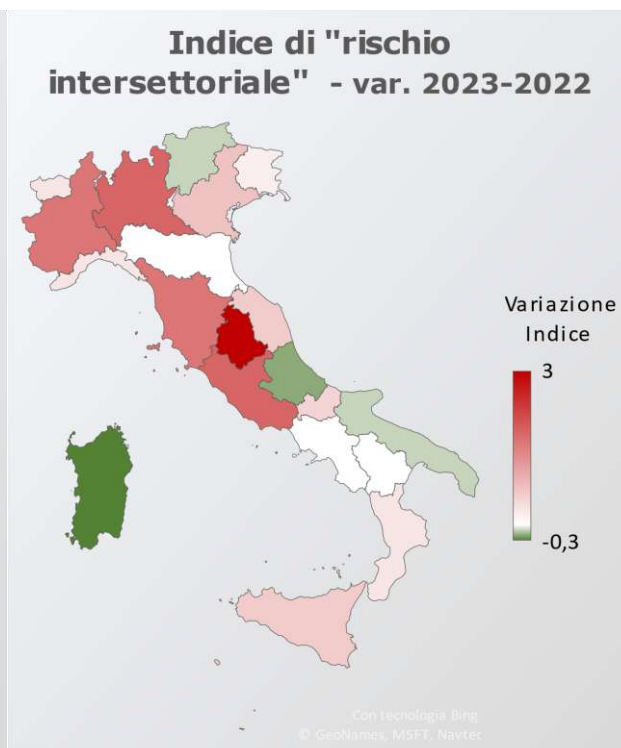 Indice di "rischio
intersettoriale" - var. 2023-2022
Variazione
Indice
3
-0,3
Con tecnologia Bing
© GeoNames, MSFT, Navteq